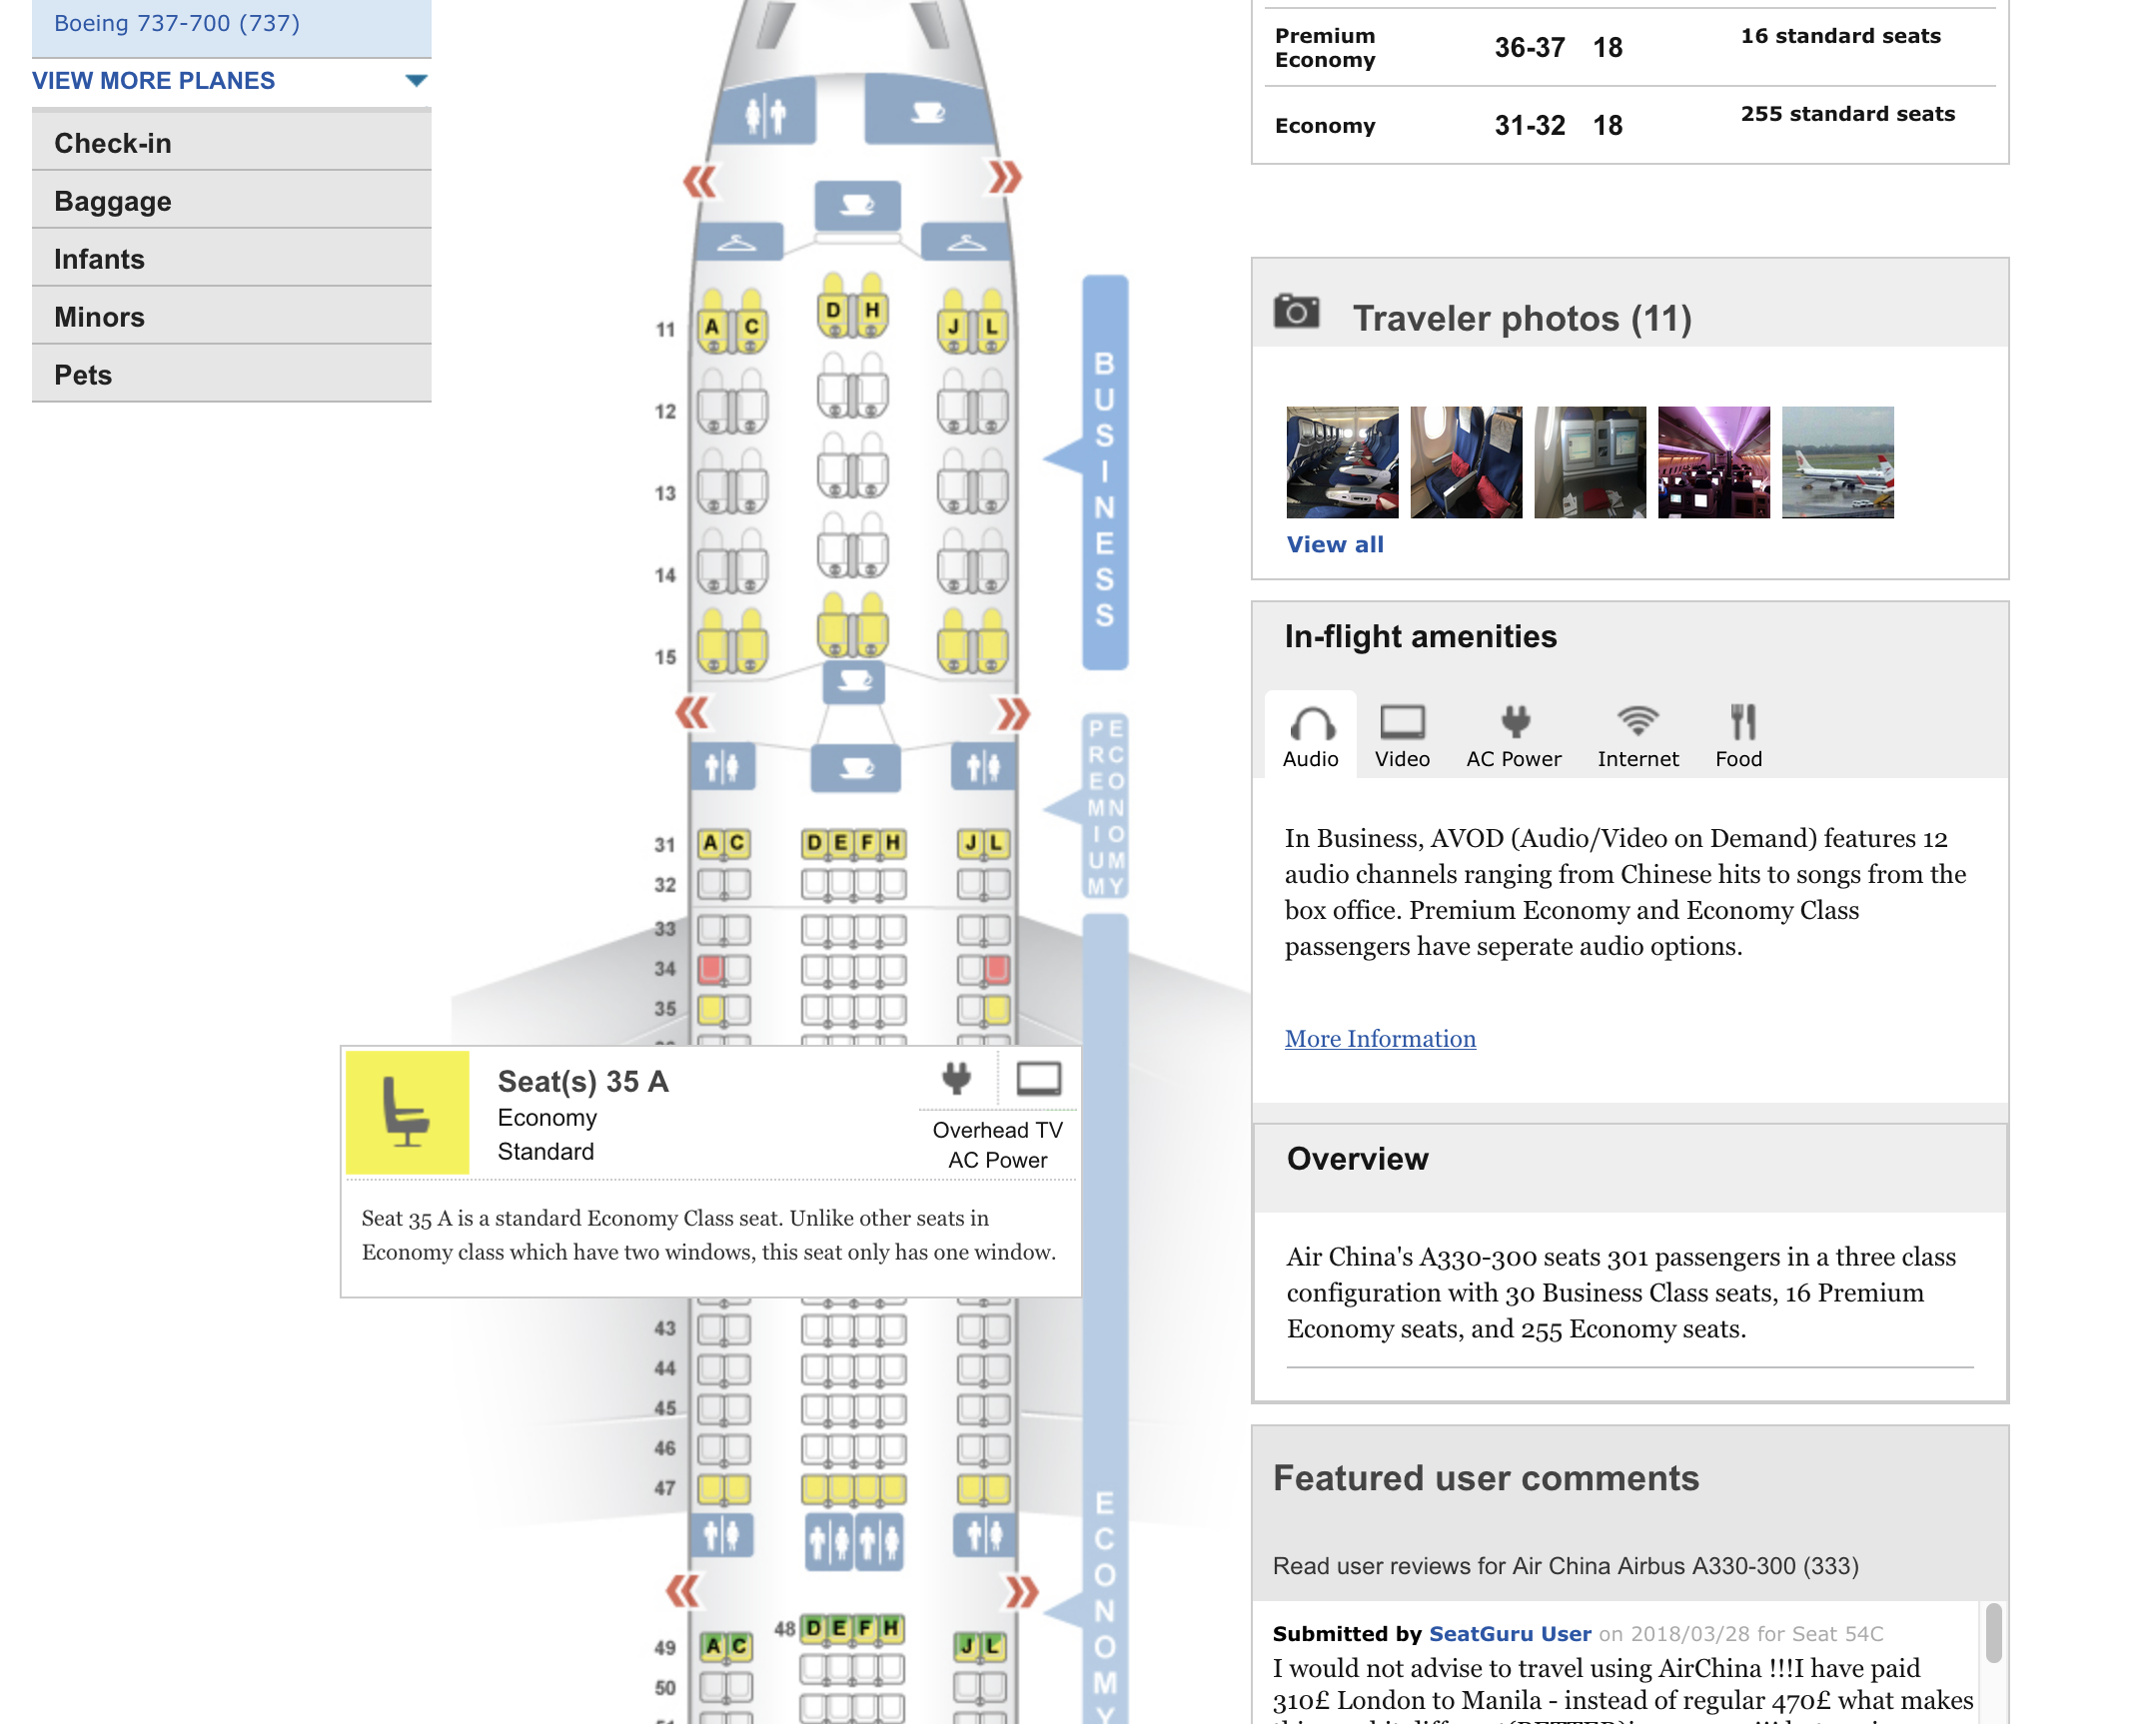 Boeing 737-700 (737)
VIEW MORE PLANES
Check-in
Baggage
Infants
Minors
Pets
11 A C D H J L
12
13
14
15
BUSINESS
PREMIUM
ECONOMY
31 A C D E F H J L
32
33
34
35
Seat(s) 35 A
Economy
Standard
Overhead TV
AC Power
Seat 35 A is a standard Economy Class seat. Unlike other seats in
Economy class which have two windows, this seat only has one window.
43
44
45
46
47
48 D E F H
49 A C J L
50
ECONOMY
Premium
Economy
36-37 18 16 standard seats
Economy 31-32 18 255 standard seats
Traveler photos (11)
View all
In-flight amenities
Audio Video AC Power Internet Food
In Business, AVOD (Audio/Video on Demand) features 12
audio channels ranging from Chinese hits to songs from the
box office. Premium Economy and Economy Class
passengers have seperate audio options.
More Information
Overview
Air China's A330-300 seats 301 passengers in a three class
configuration with 30 Business Class seats, 16 Premium
Economy seats, and 255 Economy seats.
Featured user comments
Read user reviews for Air China Airbus A330-300 (333)
Submitted by SeatGuru User on 2018/03/28 for Seat 54C
I would not advise to travel using AirChina !!!I have paid
310£ London to Manila - instead of regular 470£ what makes